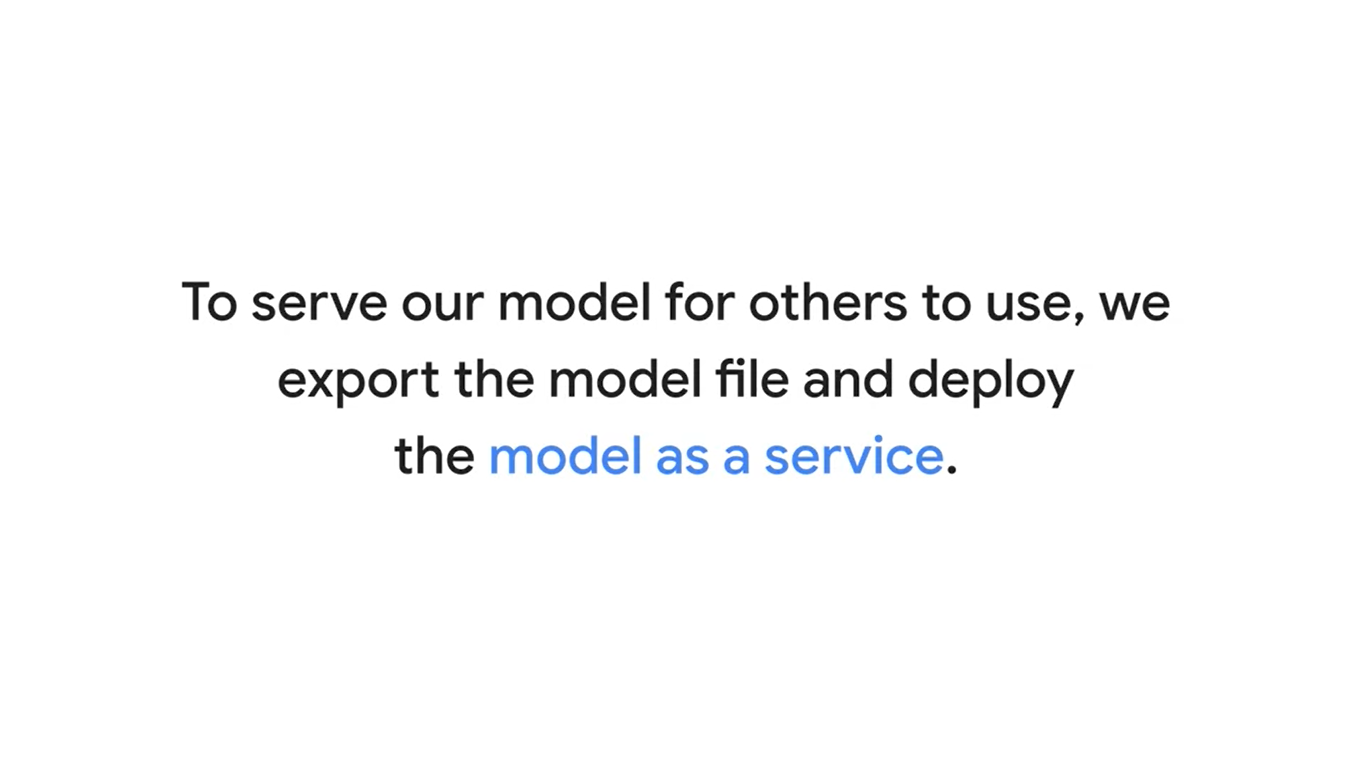 To serve our model for others to use, we
export the model file and deploy
the model as a service.